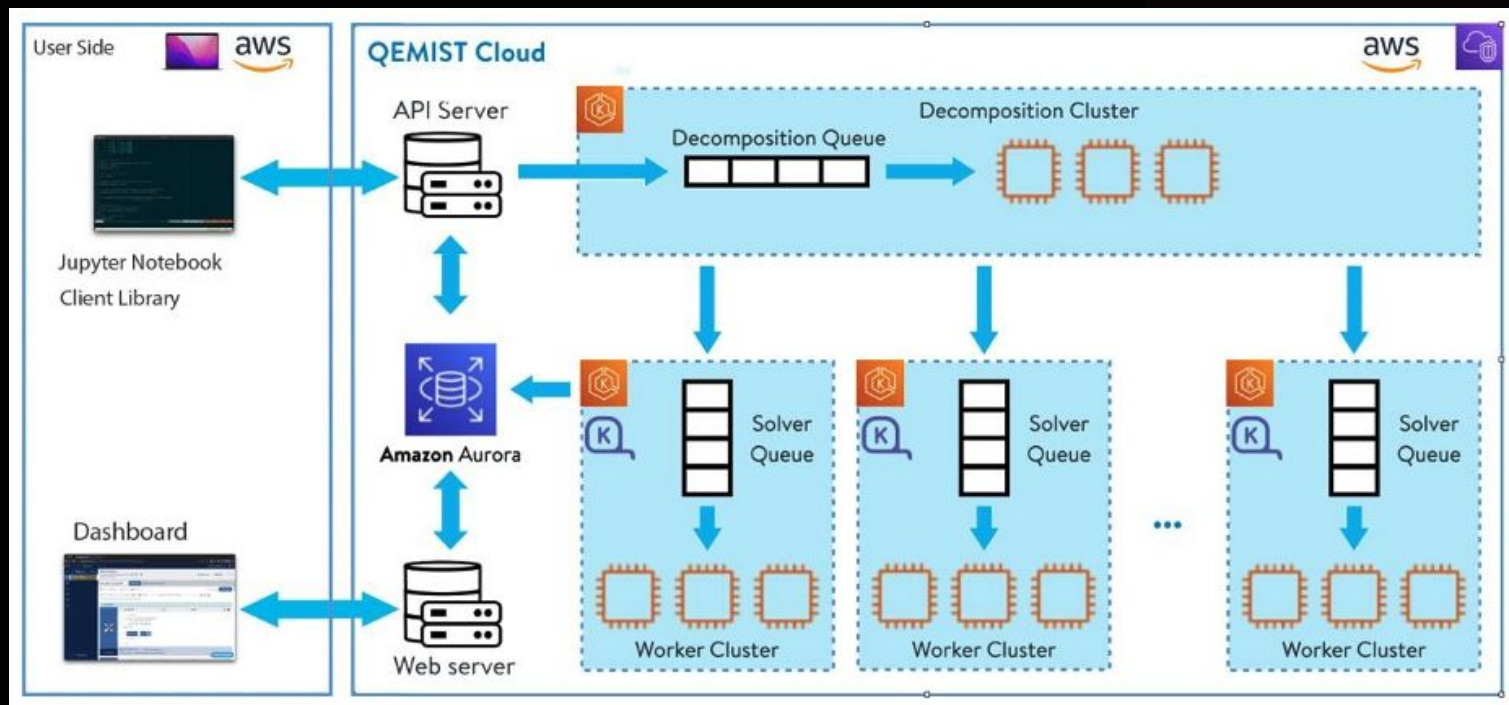 User Side
aws
QEMIST Cloud
aws
API Server
Decomposition Cluster
Decomposition Queue
K
Jupyter Notebook
Client Library
Amazon Aurora
K
K
Solver
Queue
K
K
Solver
Queue
K
K
Solver
Queue
...
Dashboard
Web server
Worker Cluster
Worker Cluster
Worker Cluster